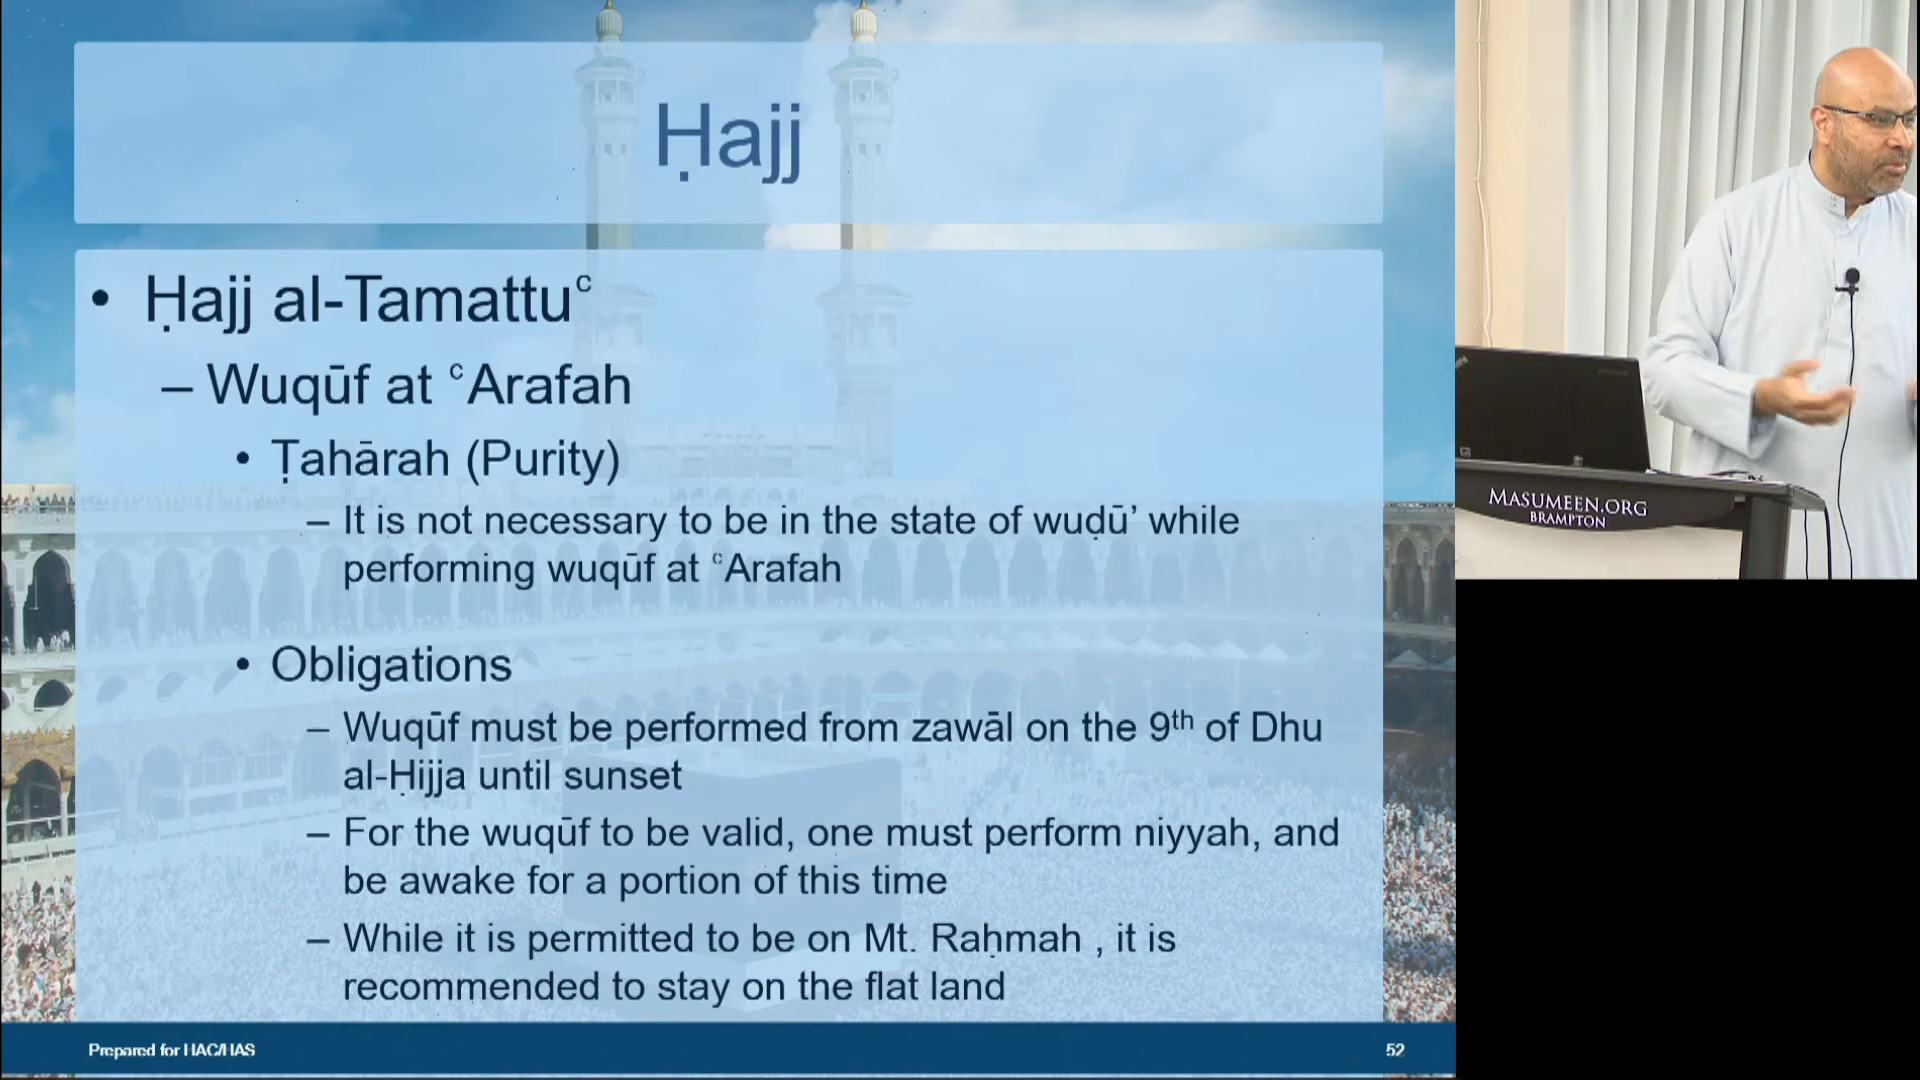 Ḥajj
• Ḥajj al-Tamattuᶜ
– Wuqūf at ᶜArafah
• Ṭahārah (Purity)
– It is not necessary to be in the state of wuḍū’ while
performing wuqūf at ᶜArafah
• Obligations
– Wuqūf must be performed from zawāl on the 9th of Dhu
al-Ḥijja until sunset
– For the wuqūf to be valid, one must perform niyyah, and
be awake for a portion of this time
– While it is permitted to be on Mt. Raḥmah , it is
recommended to stay on the flat land
Prepared for HAC/IAS
52
MASUMEEN.ORG
BRAMPTON